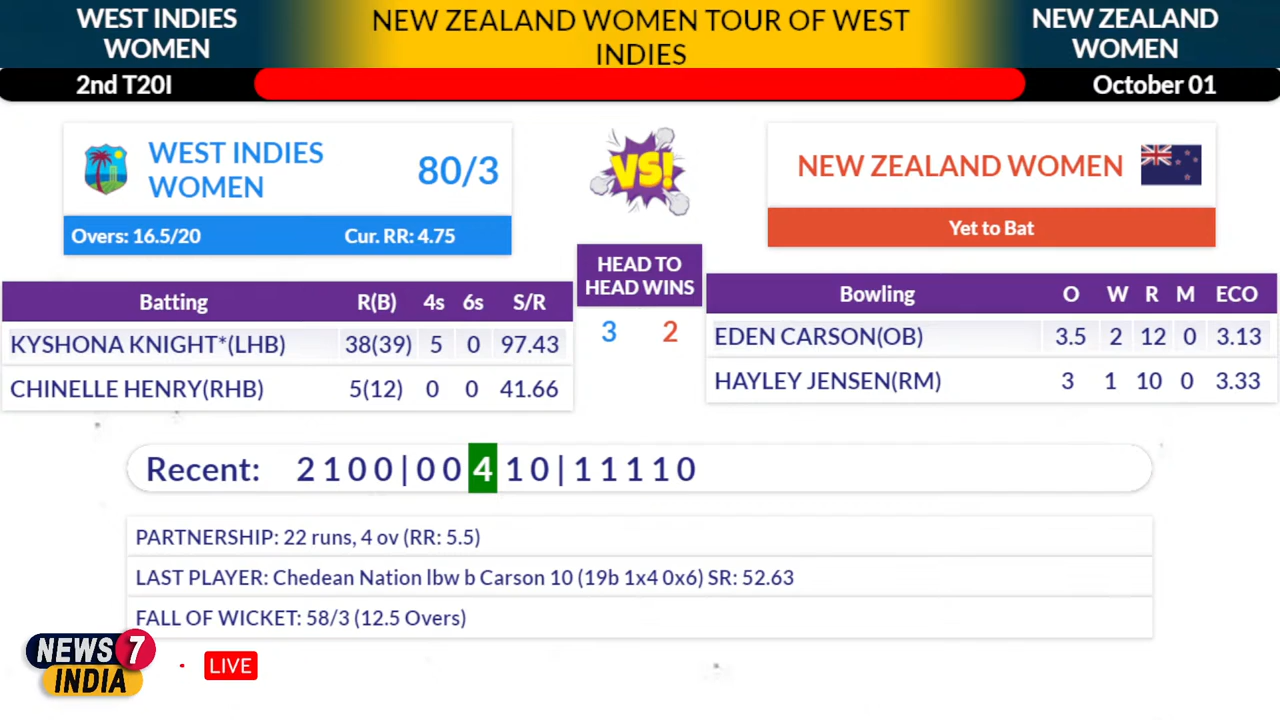 WEST INDIES
WOMEN
NEW ZEALAND WOMEN TOUR OF WEST
INDIES
NEW ZEALAND
WOMEN
2nd T20I
October 01
WEST INDIES
WOMEN
80/3
Overs: 16.5/20 Cur. RR: 4.75
VS!
NEW ZEALAND WOMEN
Yet to Bat
HEAD TO
HEAD WINS
3 2
Batting R(B) 4s 6s S/R
KYSHONA KNIGHT*(LHB) 38(39) 5 0 97.43
CHINELLE HENRY(RHB) 5(12) 0 0 41.66
Bowling O W R M ECO
EDEN CARSON(OB) 3.5 2 12 0 3.13
HAYLEY JENSEN(RM) 3 1 10 0 3.33
Recent: 2 1 0 0 | 0 0 4 1 0 | 1 1 1 1 0
PARTNERSHIP: 22 runs, 4 ov (RR: 5.5)
LAST PLAYER: Chedean Nation lbw b Carson 10 (19b 1x4 0x6) SR: 52.63
FALL OF WICKET: 58/3 (12.5 Overs)
NEWS 7
INDIA
LIVE